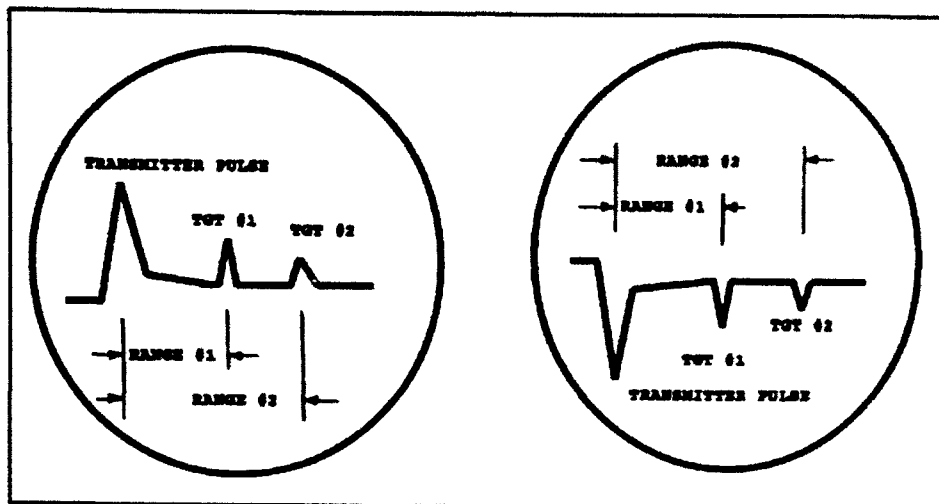 TRANSMITTER PULSE
TGT #1
TGT #2
RANGE #1
RANGE #2
RANGE #2
RANGE #1
TGT #2
TGT #1
TRANSMITTER PULSE